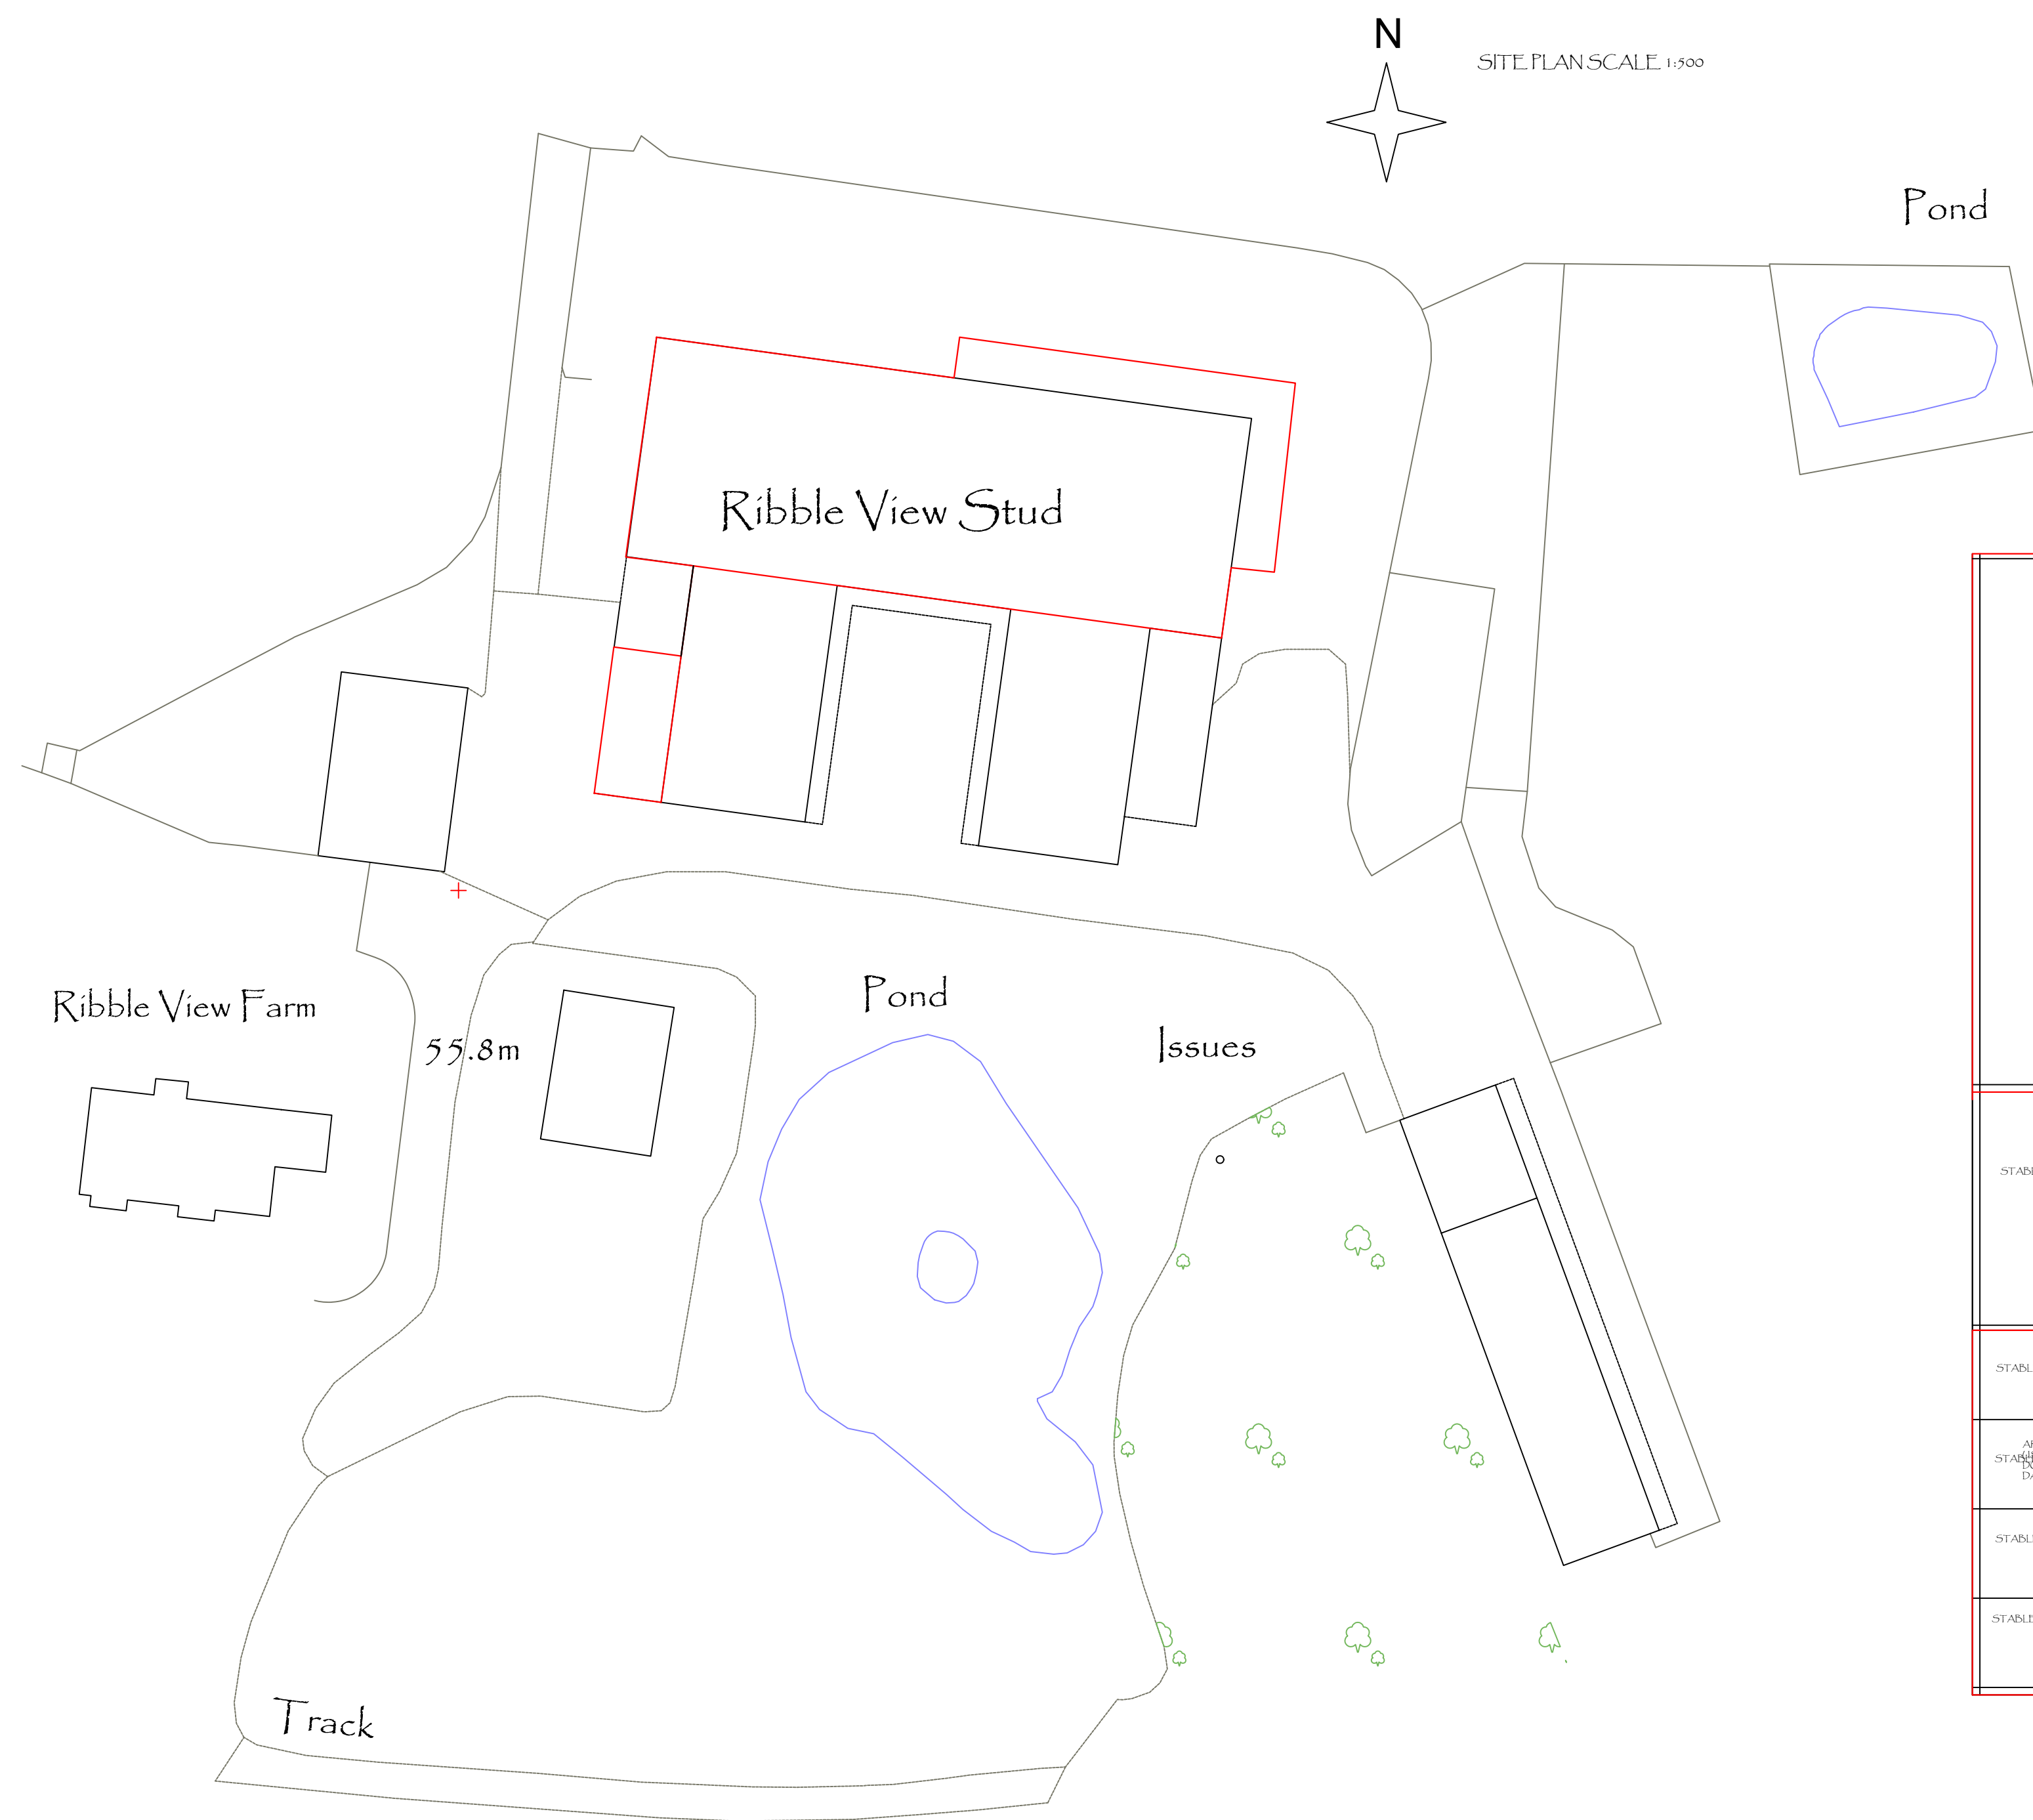 N
SITE PLAN SCALE 1:500
Pond
Ribble View Stud
Pond
Ribble View Farm
Issues
55.8m
Track